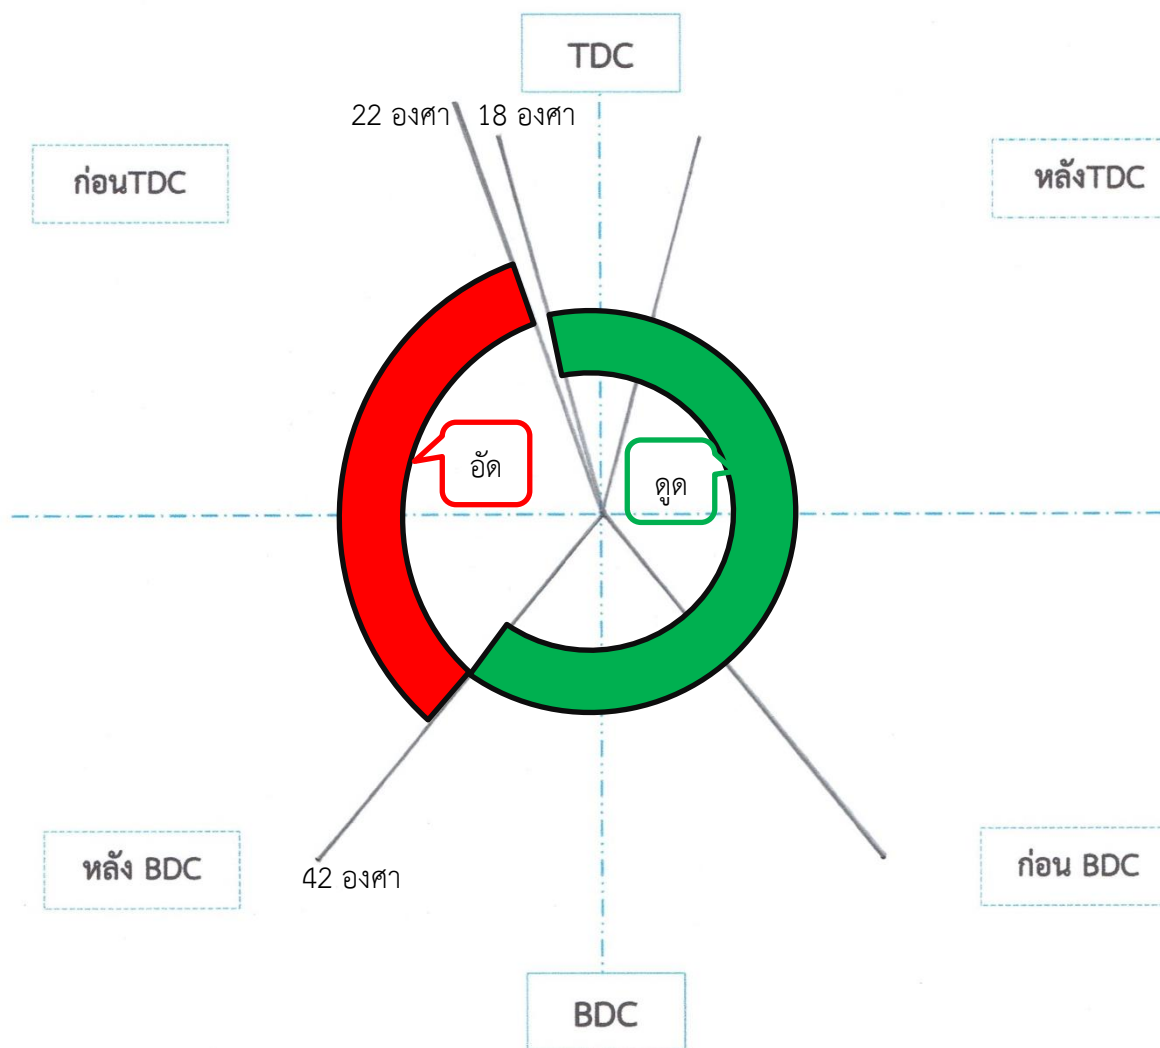 TDC
22 องศา
18 องศา
ก่อนTDC
หลังTDC
อัด
ดูด
หลัง BDC
ก่อน BDC
42 องศา
BDC